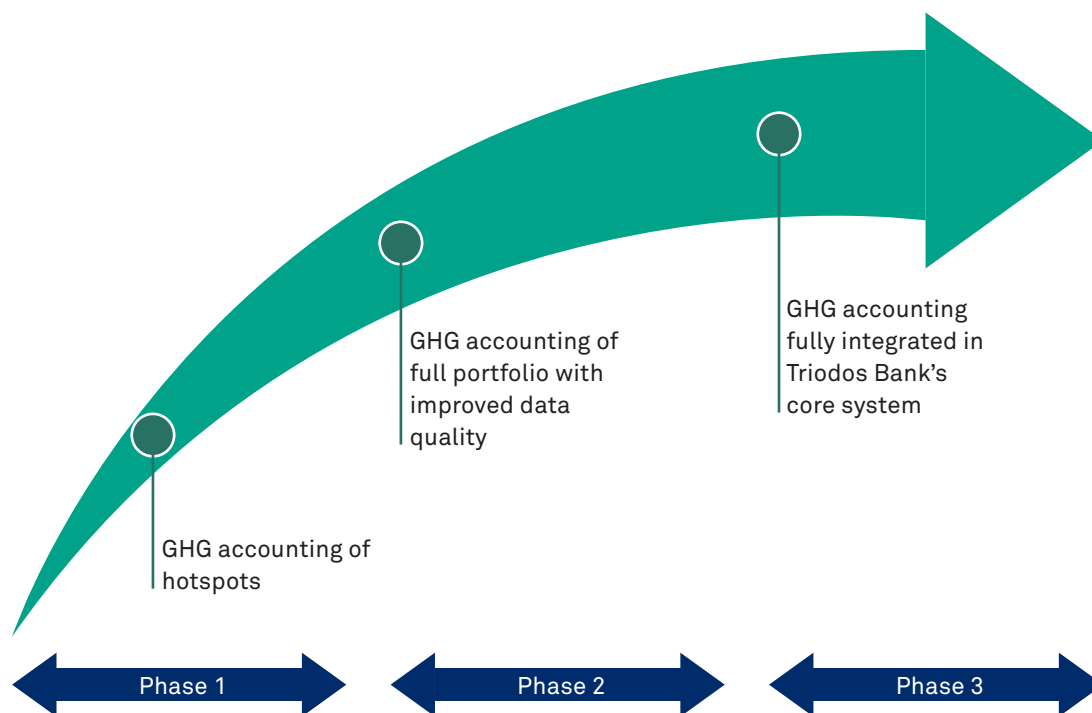 GHG accounting
fully integrated in
Triodos Bank's
core system
GHG accounting of
full portfolio with
improved data
quality
GHG accounting of
hotspots
Phase 1
Phase 2
Phase 3